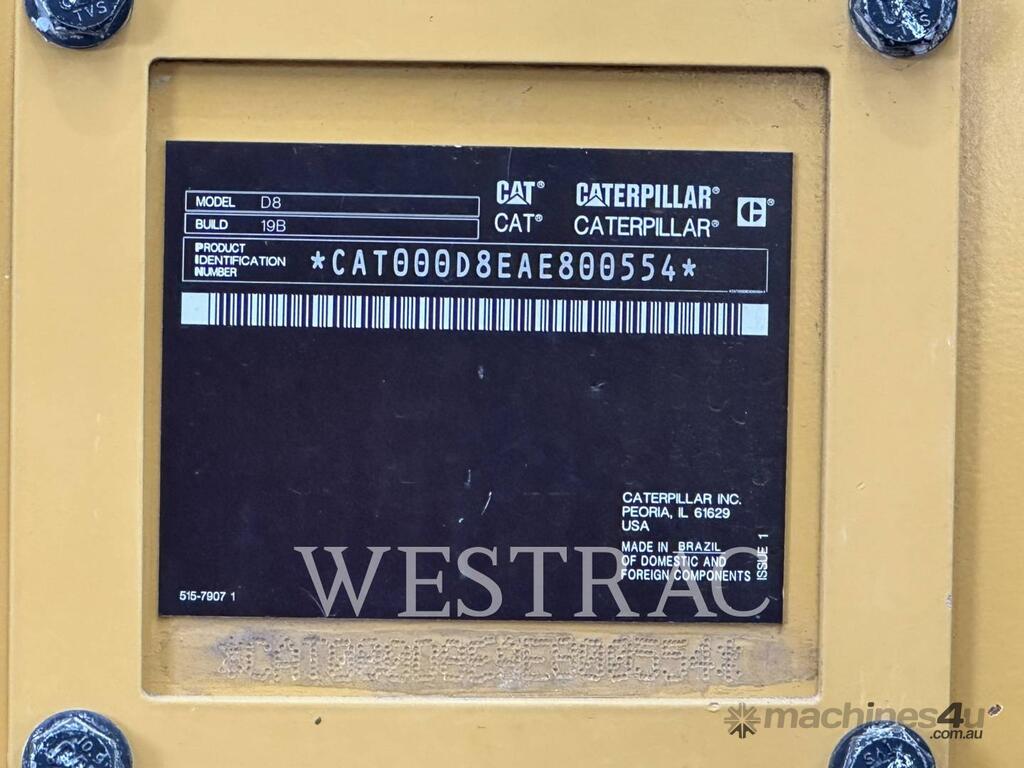 MODEL D8
BUILD 19B
CAT® CATERPILLAR®
CAT® CATERPILLAR®
PRODUCT
IDENTIFICATION
NUMBER
*CAT000D8EAE800554*
CATERPILLAR INC.
PEORIA, IL 61629
USA
MADE IN BRAZIL
OF DOMESTIC AND
FOREIGN COMPONENTS
ISSUE 1
515-7907 1
WESTRAC
*CAT000D8EAE800554*
machines4u
.com.au